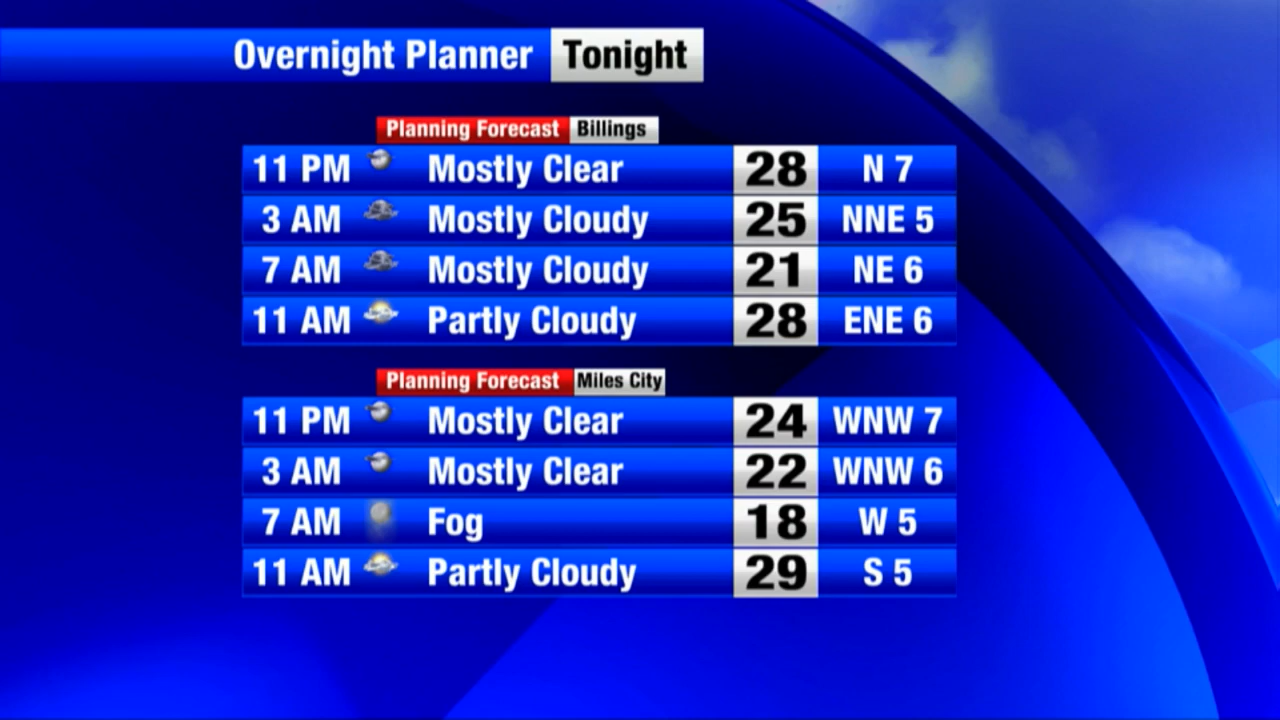 Overnight Planner Tonight
Planning Forecast Billings
11 PM Mostly Clear 28 N 7
3 AM Mostly Cloudy 25 NNE 5
7 AM Mostly Cloudy 21 NE 6
11 AM Partly Cloudy 28 ENE 6
Planning Forecast Miles City
11 PM Mostly Clear 24 WNW 7
3 AM Mostly Clear 22 WNW 6
7 AM Fog 18 W 5
11 AM Partly Cloudy 29 S 5